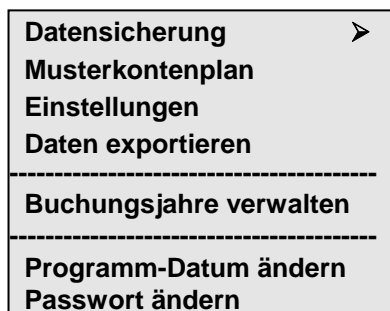 Datensicherung ➢
Musterkontenplan
Einstellungen
Daten exportieren
Buchungsjahre verwalten
Programm-Datum ändern
Passwort ändern